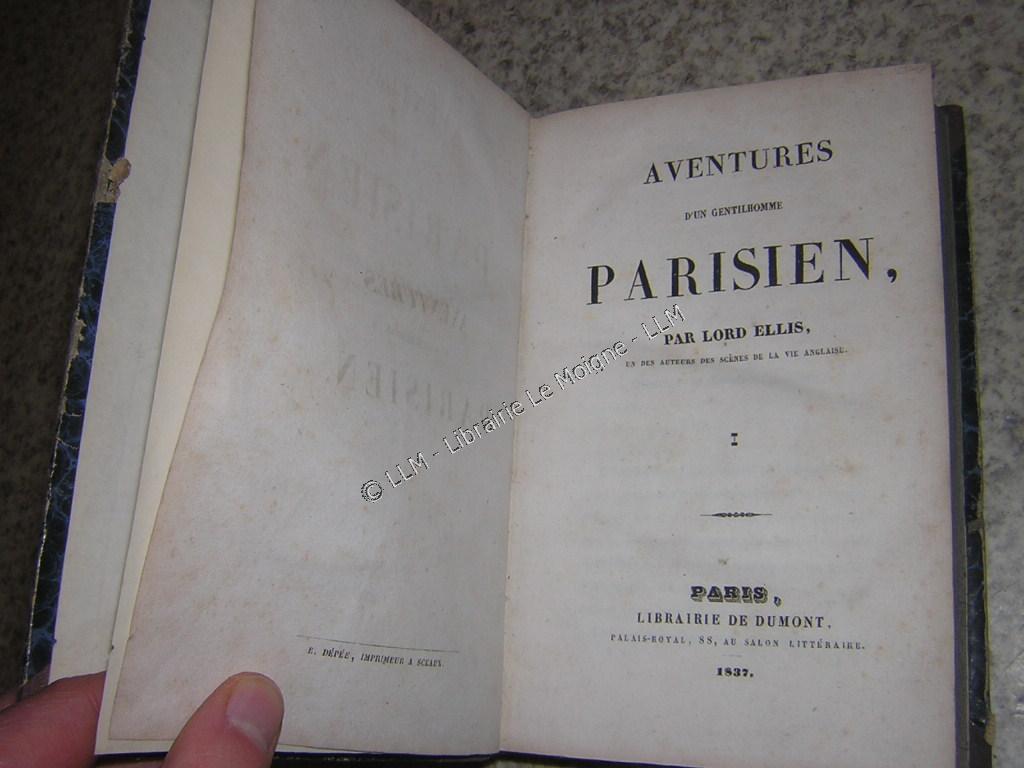 E. DÉPÉE, IMPRIMEUR A SCEAUX.
AVENTURES
D'UN GENTILHOMME
PARISIEN,
PAR LORD ELLIS,
UN DES AUTEURS DES SCÈNES DE LA VIE ANGLAISE.
I
PARIS,
LIBRAIRIE DE DUMONT,
PALAIS-ROYAL, 88, AU SALON LITTÉRAIRE.
1837.
© LLM - Librairie Le Moigne - LLM